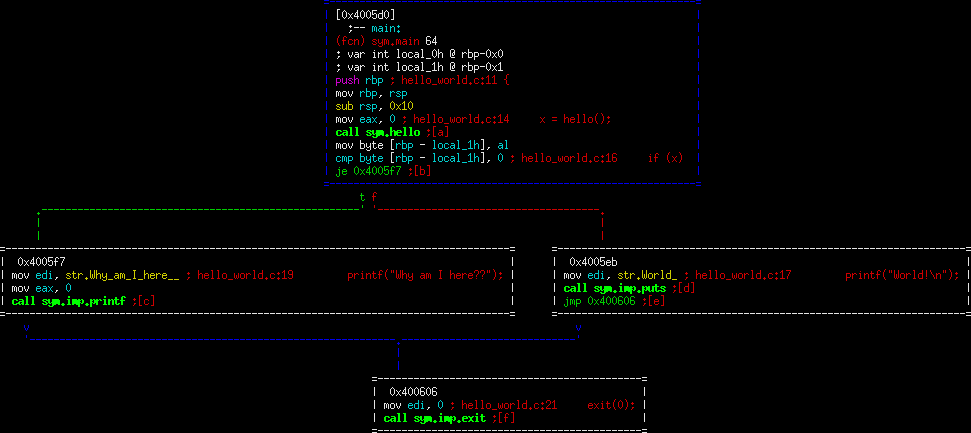 [0x4005d0]
;-- main:
(fcn) sym.main 64
; var int local_0h @ rbp-0x0
; var int local_1h @ rbp-0x1
push rbp ; hello_world.c:11 {
mov rbp, rsp
sub rsp, 0x10
mov eax, 0 ; hello_world.c:14 x = hello();
call sym.hello ;[a]
mov byte [rbp - local_1h], al
cmp byte [rbp - local_1h], 0 ; hello_world.c:16 if (x)
je 0x4005f7 ;[b]
t f
0x4005f7
mov edi, str.Why_am_I_here__ ; hello_world.c:19 printf("Why am I here??");
mov eax, 0
call sym.imp.printf ;[c]
0x4005eb
mov edi, str.World_ ; hello_world.c:17 printf("World!\n");
call sym.imp.puts ;[d]
jmp 0x400606 ;[e]
v v
0x400606
mov edi, 0 ; hello_world.c:21 exit(0);
call sym.imp.exit ;[f]